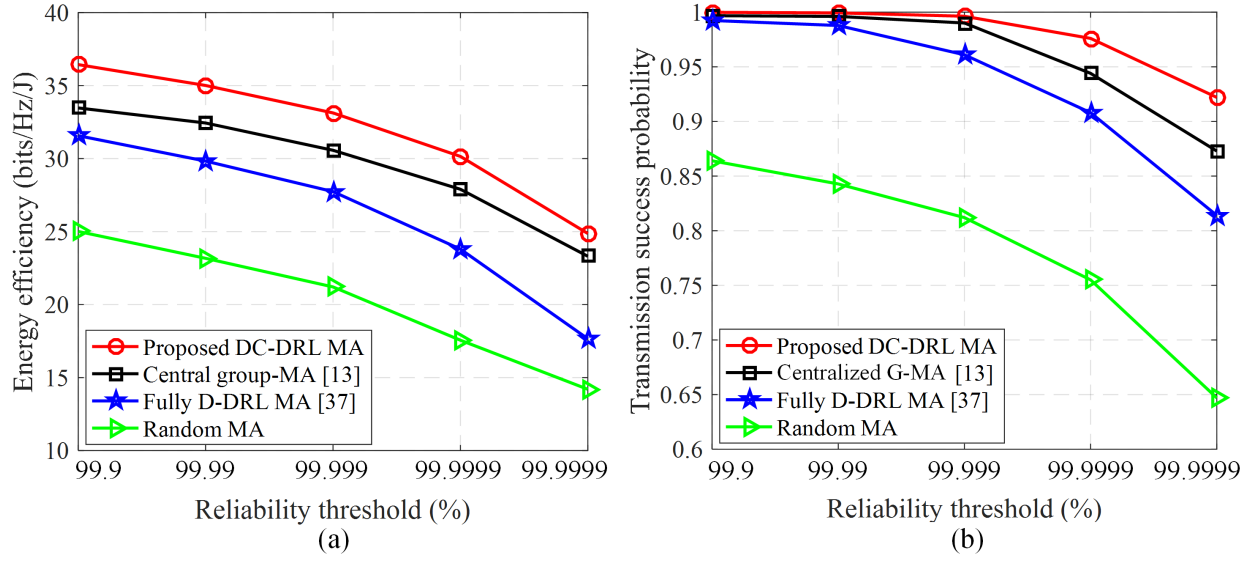 40
35
30
25
20
15
10
Energy efficiency (bits/Hz/J)
Proposed DC-DRL MA
Central group-MA [13]
Fully D-DRL MA [37]
Random MA
99.9 99.99 99.999 99.9999 99.9999
Reliability threshold (%)
(a)
1
0.95
0.9
0.85
0.8
0.75
0.7
0.65
0.6
Transmission success probability
Proposed DC-DRL MA
Centralized G-MA [13]
Fully D-DRL MA [37]
Random MA
99.9 99.99 99.999 99.9999 99.9999
Reliability threshold (%)
(b)